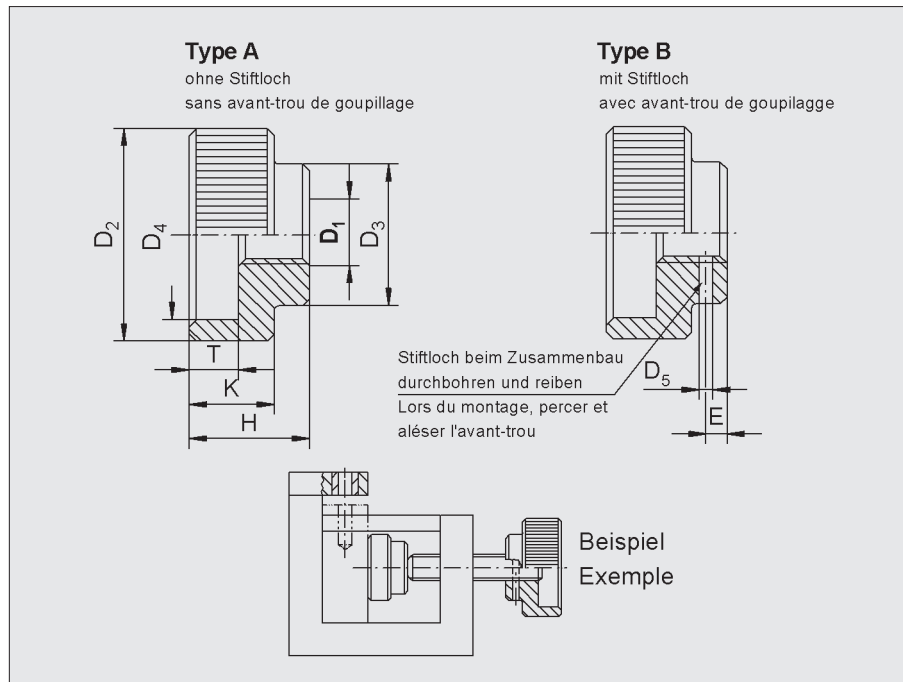 Type A
ohne Stiftloch
sans avant-trou de goupillage
Type B
mit Stiftloch
avec avant-trou de goupilagge
D2
D4
D1
D3
T
K
H
Stiftloch beim Zusammenbau
durchbohren und reiben
Lors du montage, percer et
aléser l'avant-trou
D5
E
Beispiel
Exemple